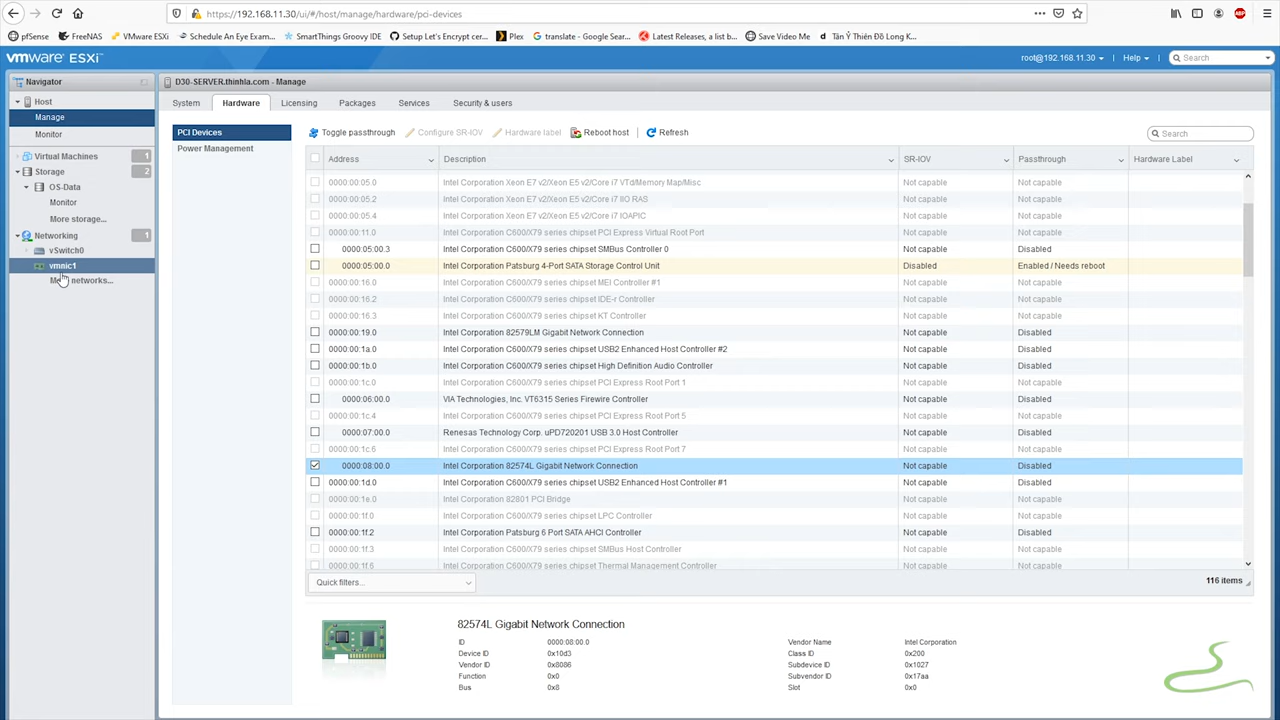 https://192.168.11.30/ui/#/host/manage/hardware/pci-devices
pfSense FreeNAS VMware ESXi Schedule An Eye Exam... SmartThings Groovy IDE Setup Let's Encrypt cer... Plex translate - Google Sear... Latest Releases, a list b... Save Video Me Tân Ý Thiên Đồ Long K...
vmware ESXi root@192.168.11.30 Help Search
Navigator
D30-SERVER.thinhla.com - Manage
Host
Manage
Monitor
Virtual Machines 1
Storage 2
OS-Data
Monitor
More storage...
Networking 1
vSwitch0
vmnic1
networks...
System Hardware Licensing Packages Services Security & users
PCI Devices
Power Management
Toggle passthrough Configure SR-IOV Hardware label Reboot host Refresh Search
Address Description SR-IOV Passthrough Hardware Label
0000:00:05.0 Intel Corporation Xeon E7 v2/Xeon E5 v2/Core i7 VTd/Memory Map/Misc Not capable Not capable
0000:00:05.2 Intel Corporation Xeon E7 v2/Xeon E5 v2/Core i7 IIO RAS Not capable Not capable
0000:00:05.4 Intel Corporation Xeon E7 v2/Xeon E5 v2/Core i7 IOAPIC Not capable Not capable
0000:00:11.0 Intel Corporation C600/X79 series chipset PCI Express Virtual Root Port Not capable Not capable
0000:05:00.3 Intel Corporation C600/X79 series chipset SMBus Controller 0 Not capable Disabled
0000:05:00.0 Intel Corporation Patsburg 4-Port SATA Storage Control Unit Disabled Enabled / Needs reboot
0000:00:16.0 Intel Corporation C600/X79 series chipset MEI Controller #1 Not capable Not capable
0000:00:16.2 Intel Corporation C600/X79 series chipset IDE-r Controller Not capable Not capable
0000:00:16.3 Intel Corporation C600/X79 series chipset KT Controller Not capable Not capable
0000:00:19.0 Intel Corporation 82579LM Gigabit Network Connection Not capable Disabled
0000:00:1a.0 Intel Corporation C600/X79 series chipset USB2 Enhanced Host Controller #2 Not capable Disabled
0000:00:1b.0 Intel Corporation C600/X79 series chipset High Definition Audio Controller Not capable Disabled
0000:00:1c.0 Intel Corporation C600/X79 series chipset PCI Express Root Port 1 Not capable Not capable
0000:06:00.0 VIA Technologies, Inc. VT6315 Series Firewire Controller Not capable Disabled
0000:00:1c.4 Intel Corporation C600/X79 series chipset PCI Express Root Port 5 Not capable Not capable
0000:07:00.0 Renesas Technology Corp. uPD720201 USB 3.0 Host Controller Not capable Disabled
0000:00:1c.6 Intel Corporation C600/X79 series chipset PCI Express Root Port 7 Not capable Not capable
0000:08:00.0 Intel Corporation 82574L Gigabit Network Connection Not capable Disabled
0000:00:1d.0 Intel Corporation C600/X79 series chipset USB2 Enhanced Host Controller #1 Not capable Disabled
0000:00:1e.0 Intel Corporation 82801 PCI Bridge Not capable Not capable
0000:00:1f.0 Intel Corporation C600/X79 series chipset LPC Controller Not capable Not capable
0000:00:1f.2 Intel Corporation Patsburg 6 Port SATA AHCI Controller Not capable Disabled
0000:00:1f.3 Intel Corporation C600/X79 series chipset SMBus Host Controller Not capable Not capable
0000:00:1f.6 Intel Corporation C600/X79 series chipset Thermal Management Controller Not capable Not capable
Quick filters... 116 items
82574L Gigabit Network Connection
ID 0000:08:00.0 Vendor Name Intel Corporation
Device ID 0x10d3 Class ID 0x200
Vendor ID 0x8086 Subdevice ID 0x1027
Function 0x0 Subvendor ID 0x17aa
Bus 0x8 Slot 0x0